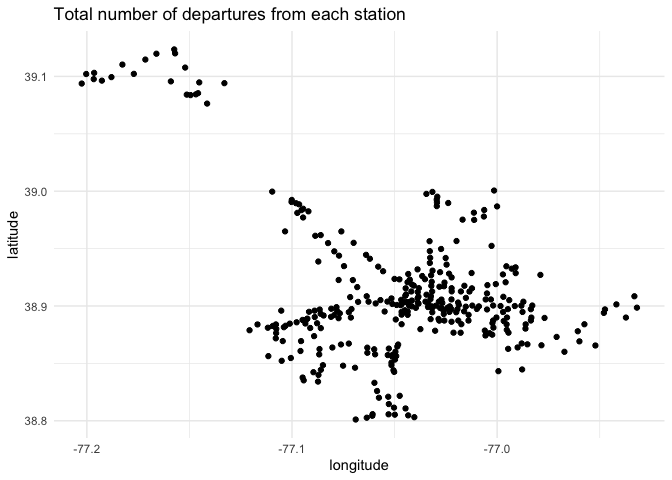 Total number of departures from each station
39.1
39.0
38.9
38.8
latitude
-77.2
-77.1
-77.0
longitude